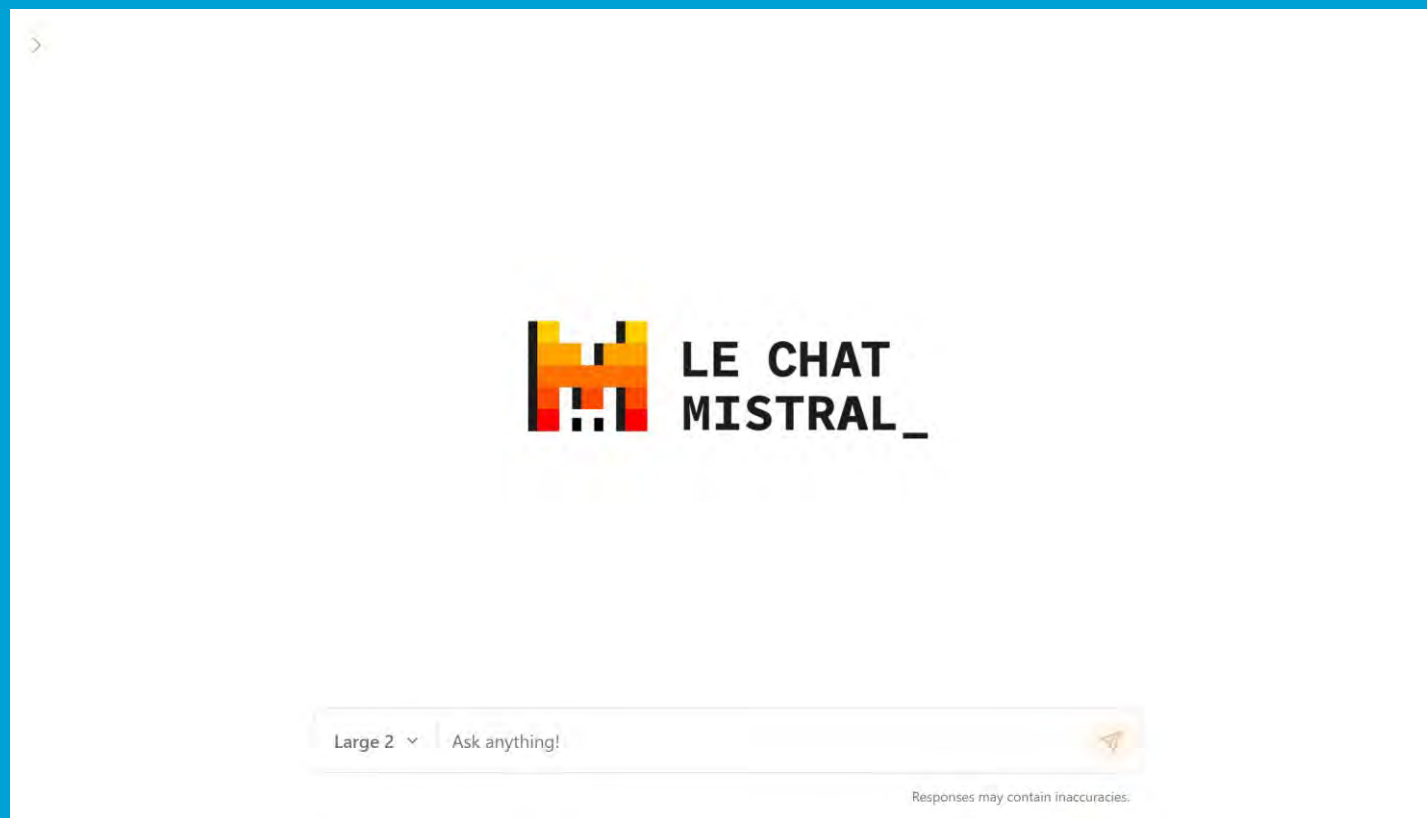 LE CHAT
MISTRAL_
Large 2 Ask anything!
Responses may contain inaccuracies.